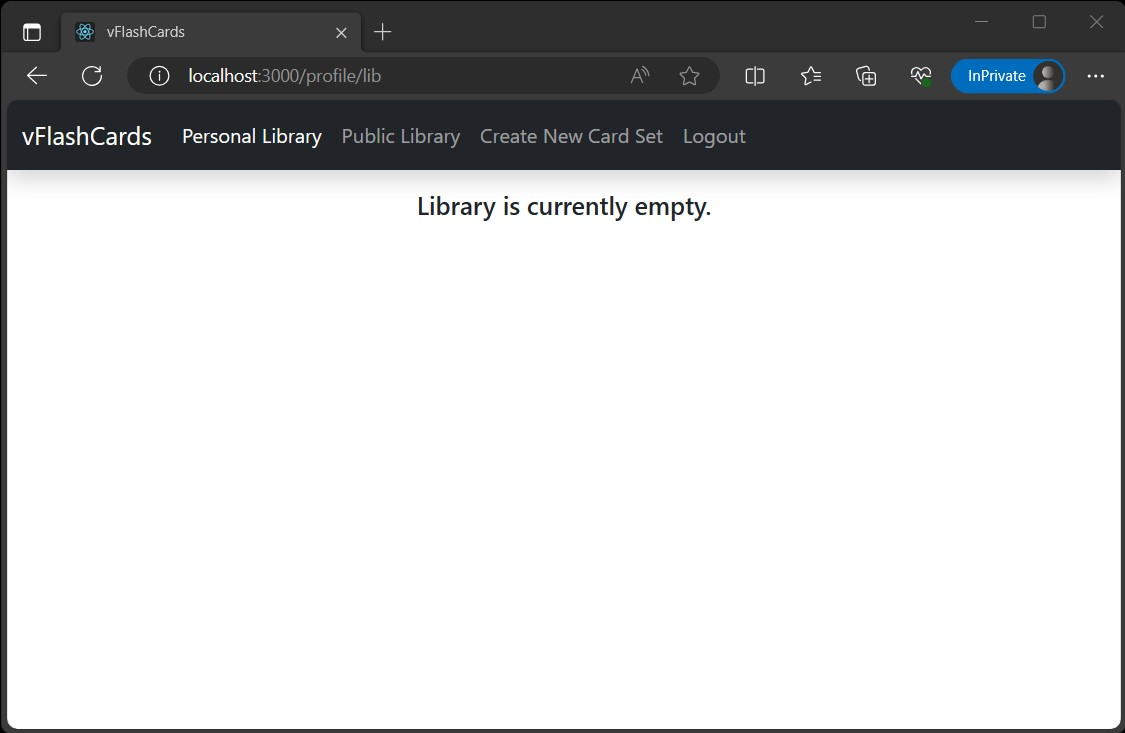 vFlashCards
localhost:3000/profile/lib
InPrivate
vFlashCards Personal Library Public Library Create New Card Set Logout
Library is currently empty.